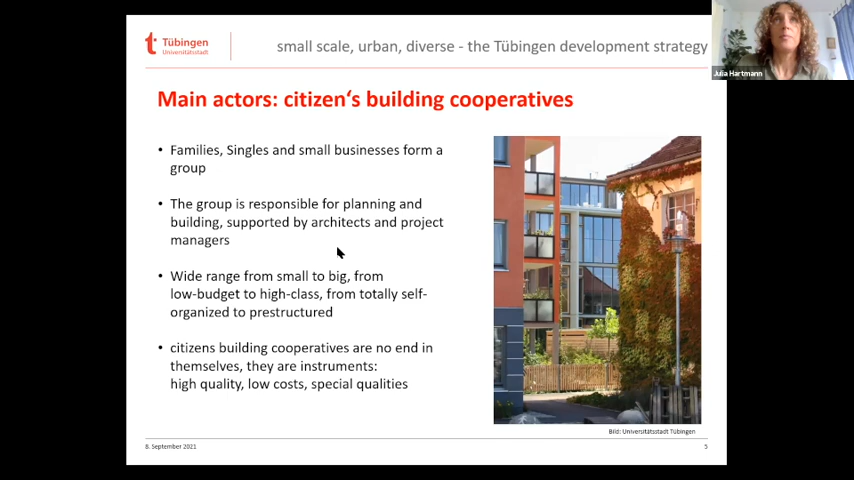 Tübingen
Universitätsstadt
small scale, urban, diverse - the Tübingen development strategy
Julia Hartmann
Main actors: citizen‘s building cooperatives
• Families, Singles and small businesses form a
group
• The group is responsible for planning and
building, supported by architects and project
managers
• Wide range from small to big, from
low-budget to high-class, from totally self-
organized to prestructured
• citizens building cooperatives are no end in
themselves, they are instruments:
high quality, low costs, special qualities
Bild: Universitätsstadt Tübingen
8. September 2021
5